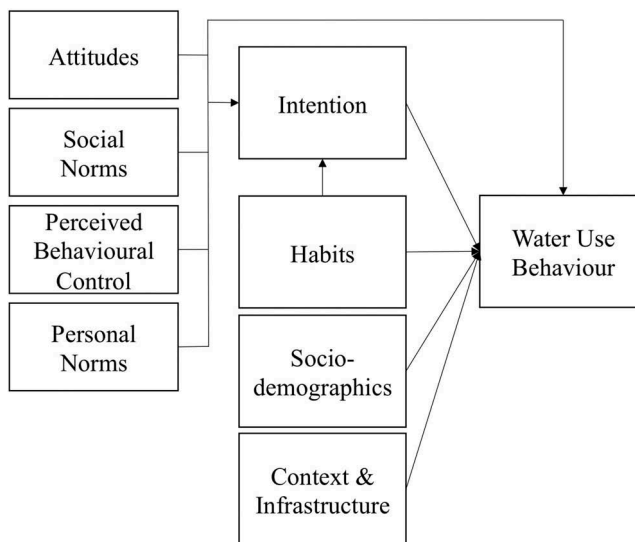 Attitudes
Social
Norms
Perceived
Behavioural
Control
Personal
Norms
Intention
Habits
Socio-
demographics
Context &
Infrastructure
Water Use
Behaviour